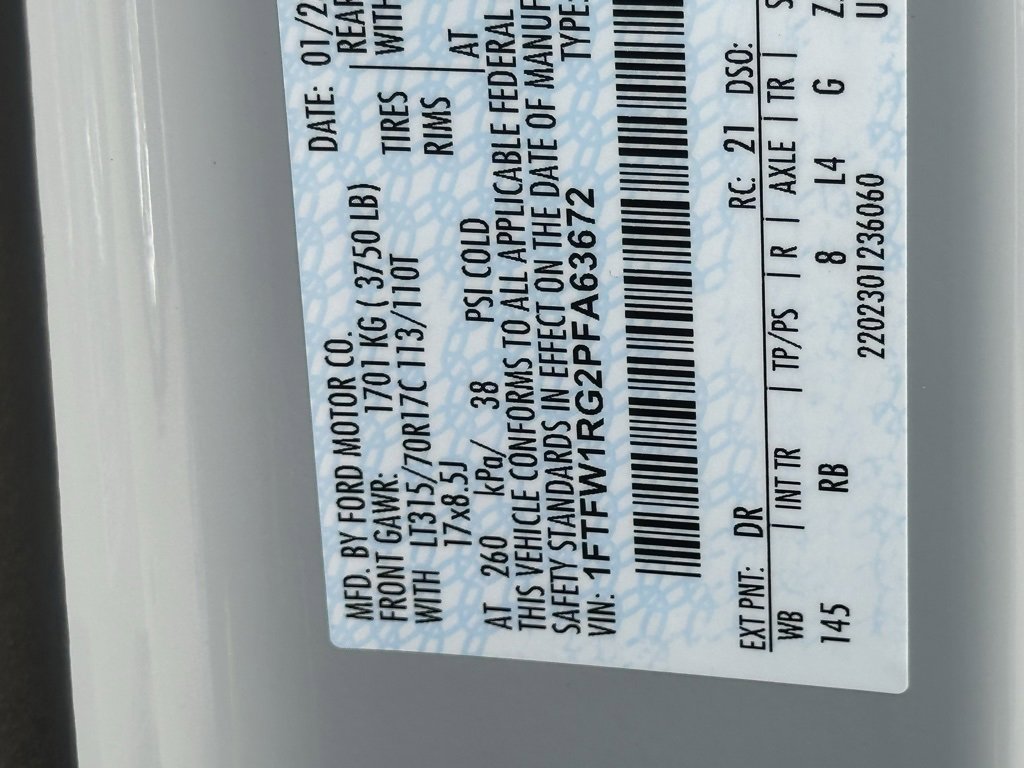 MFD. BY FORD MOTOR CO. DATE: 01/2
FRONT GAWR: 1701 KG ( 3750 LB) REAR
WITH LT315/70R17C 113/110T TIRES WITH
17x8.5J RIMS
AT 260 kPa/ 38 PSI COLD AT
THIS VEHICLE CONFORMS TO ALL APPLICABLE FEDERAL
SAFETY STANDARDS IN EFFECT ON THE DATE OF MANUF
VIN: 1FTFW1RG2PFA63672 TYPE:
EXT PNT: DR RC: 21 DSO:
WB | INT TR | TP/PS | R | AXLE | TR | S
145 RB 8 L4 G Z
220230123606​0 U